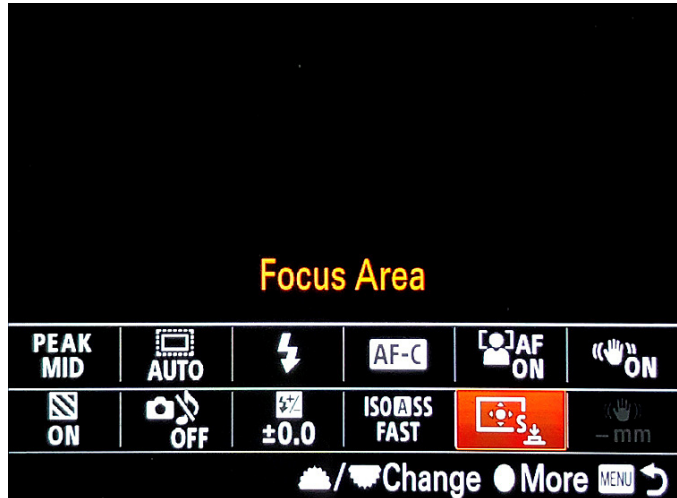 Focus Area
PEAK MID
AUTO
AF-C
AF ON
ON
ON
OFF
±0.0
ISO A SS FAST
S
– mm
/ Change More MENU